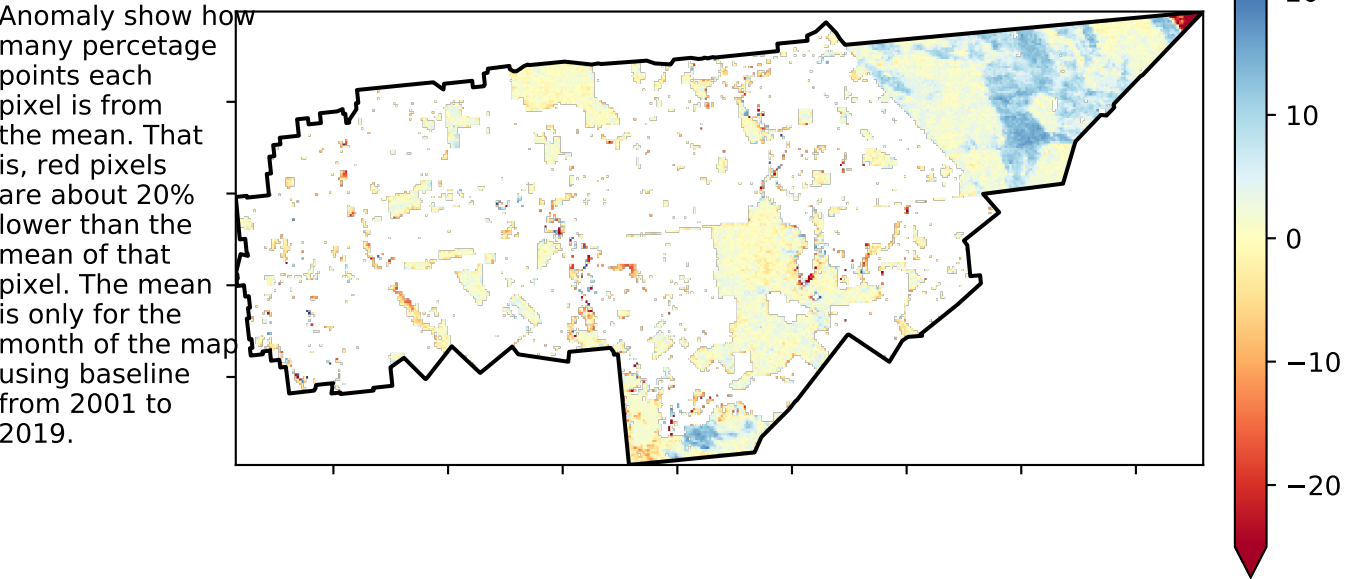 Anomaly show how
many percetage
points each
pixel is from
the mean. That
is, red pixels
are about 20%
lower than the
mean of that
pixel. The mean
is only for the
month of the map
using baseline
from 2001 to
2019.
10
0
−10
−20